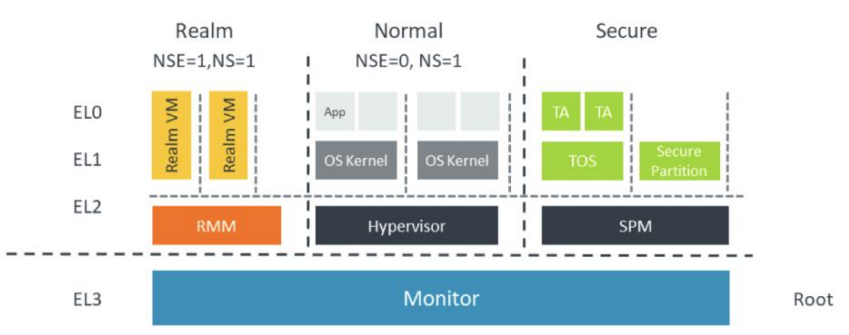 Realm Normal Secure
NSE=1,NS=1 NSE=0, NS=1
EL0 Realm VM Realm VM App TA TA
EL1 OS Kernel OS Kernel TOS Secure Partition
EL2 RMM Hypervisor SPM
EL3 Monitor Root